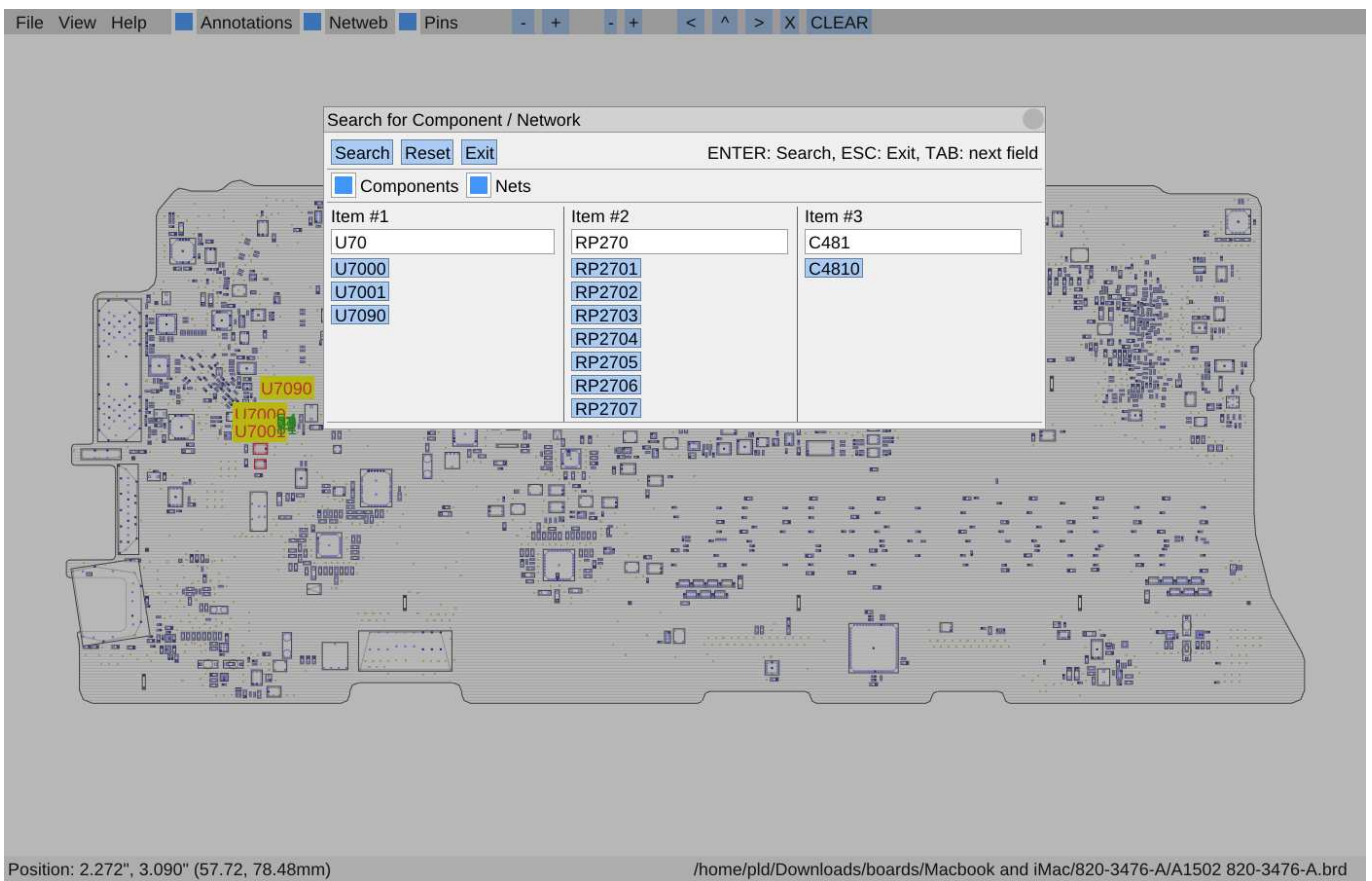 File View Help Annotations Netweb Pins - + - + < ^ > X CLEAR
Search for Component / Network
Search Reset Exit ENTER: Search, ESC: Exit, TAB: next field
Components Nets
Item #1 Item #2 Item #3
U70 RP270 C481
U7000 RP2701 C4810
U7001 RP2702
U7090 RP2703
RP2704
RP2705
RP2706
RP2707
U7090
U7000
U7001
Position: 2.272", 3.090" (57.72, 78.48mm) /home/pld/Downloads/boards/Macbook and iMac/820-3476-A/A1502 820-3476-A.brd